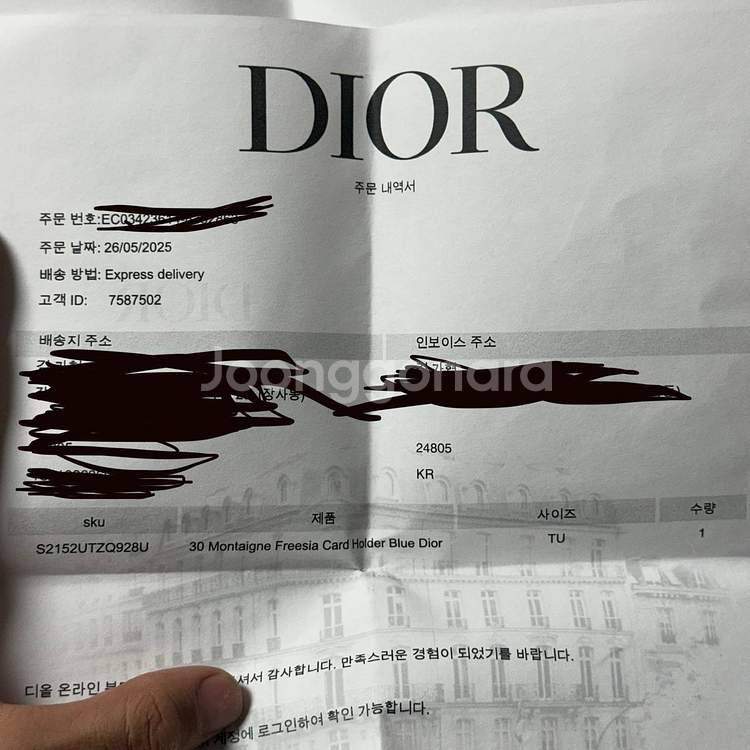 DIOR
주문 내역서
주문 번호:
주문 날짜: 26/05/2025
배송 방법: Express delivery
고객 ID: 7587502
배송지 주소 인보이스 주소
Joonggonara
(장사동)
24805
KR
sku 제품 사이즈 수량
S2152UTZQ928U 30 Montaigne Freesia Card Holder Blue Dior TU 1
디올 온라인 감사합니다. 만족스러운 경험이 되었기를 바랍니다.
계정에 로그인하여 확인 가능합니다.